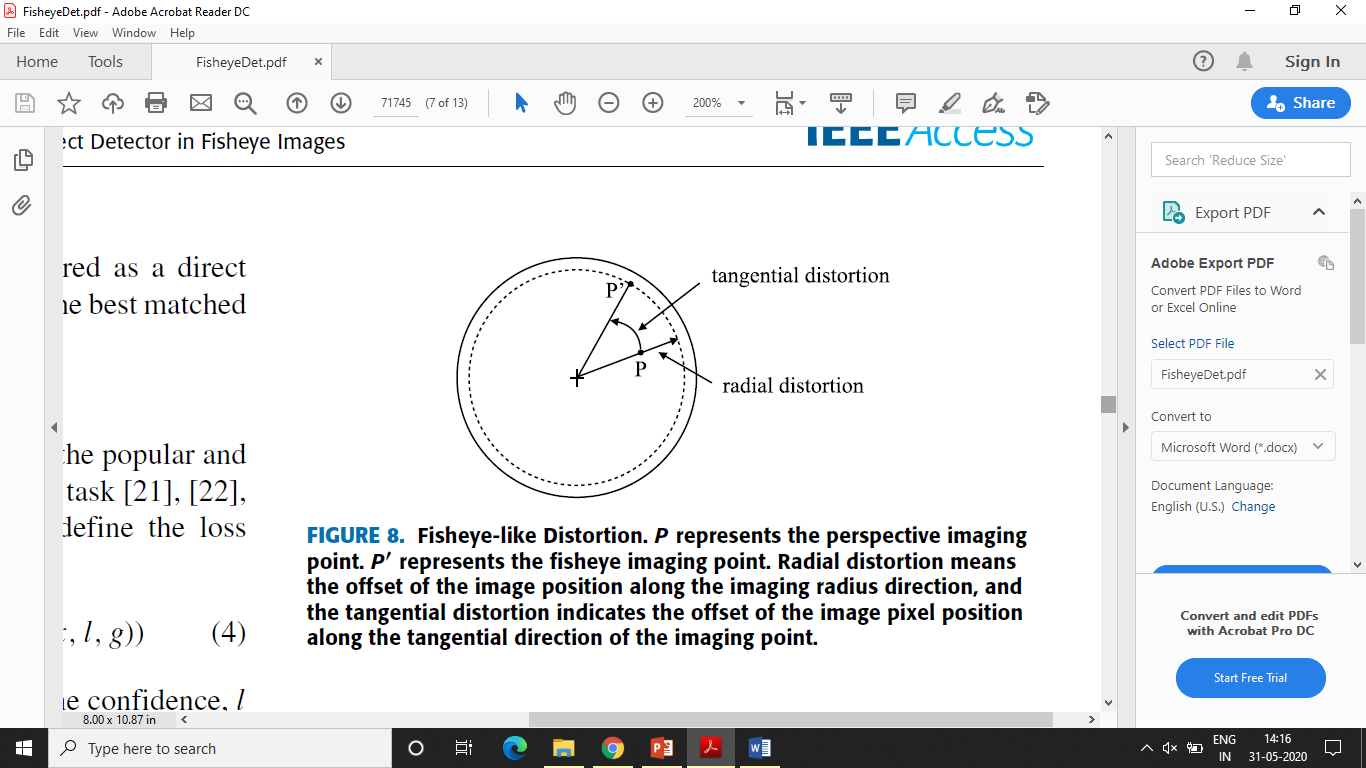 FisheyeDet.pdf - Adobe Acrobat Reader DC
File Edit View Window Help
Home Tools FisheyeDet.pdf × Sign In
71745 (7 of 13) 200% Share
ect Detector in Fisheye Images
IEEE Access
red as a direct
he best matched
the popular and
task [21], [22],
define the loss
, l, g)) (4)
he confidence, l
tangential distortion
P'
P
radial distortion
FIGURE 8. Fisheye-like Distortion. P represents the perspective imaging
point. P′ represents the fisheye imaging point. Radial distortion means
the offset of the image position along the imaging radius direction, and
the tangential distortion indicates the offset of the image pixel position
along the tangential direction of the imaging point.
8.00 x 10.87 in
Search 'Reduce Size'
Export PDF
Adobe Export PDF
Convert PDF Files to Word
or Excel Online
Select PDF File
FisheyeDet.pdf
Convert to
Microsoft Word (*.docx)
Document Language:
English (U.S.) Change
Convert and edit PDFs
with Acrobat Pro DC
Start Free Trial
Type here to search
ENG
IN
14:16
31-05-2020